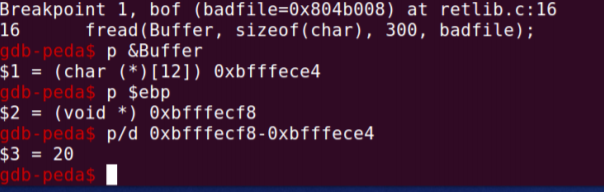 Breakpoint 1, bof (badfile=0x804b008) at retlib.c:16
16 fread(Buffer, sizeof(char), 300, badfile);
gdb-peda$ p &Buffer
$1 = (char (*)[12]) 0xbfffece4
gdb-peda$ p $ebp
$2 = (void *) 0xbfffecf8
gdb-peda$ p/d 0xbfffecf8-0xbfffece4
$3 = 20
gdb-peda$